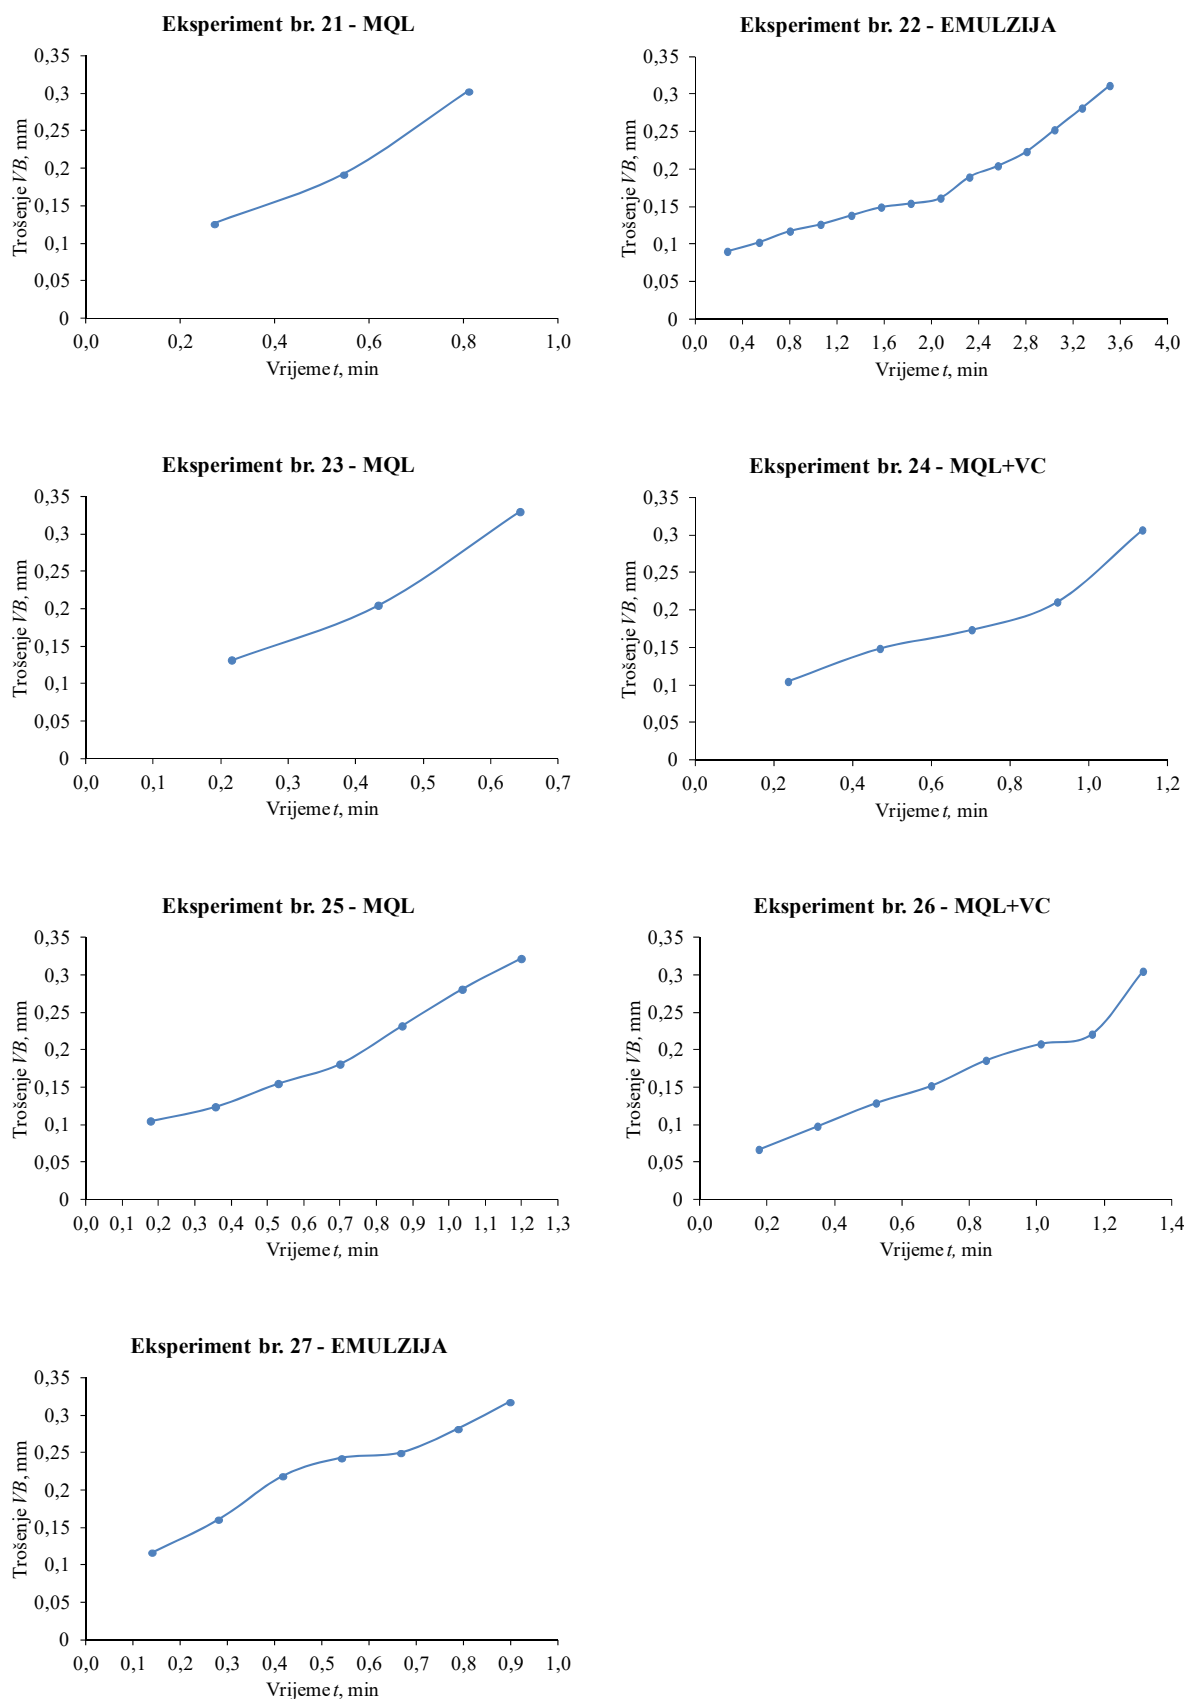 Eksperiment br. 21 - MQL
Trošenje VB, mm
0,35
0,3
0,25
0,2
0,15
0,1
0,05
0
0,0 0,2 0,4 0,6 0,8 1,0
Vrijeme t, min
Eksperiment br. 22 - EMULZIJA
Trošenje VB, mm
0,35
0,3
0,25
0,2
0,15
0,1
0,05
0
0,0 0,4 0,8 1,2 1,6 2,0 2,4 2,8 3,2 3,6 4,0
Vrijeme t, min
Eksperiment br. 23 - MQL
Trošenje VB, mm
0,35
0,3
0,25
0,2
0,15
0,1
0,05
0
0,0 0,1 0,2 0,3 0,4 0,5 0,6 0,7
Vrijeme t, min
Eksperiment br. 24 - MQL+VC
Trošenje VB, mm
0,35
0,3
0,25
0,2
0,15
0,1
0,05
0
0,0 0,2 0,4 0,6 0,8 1,0 1,2
Vrijeme t, min
Eksperiment br. 25 - MQL
Trošenje VB, mm
0,35
0,3
0,25
0,2
0,15
0,1
0,05
0
0,0 0,1 0,2 0,3 0,4 0,5 0,6 0,7 0,8 0,9 1,0 1,1 1,2 1,3
Vrijeme t, min
Eksperiment br. 26 - MQL+VC
Trošenje VB, mm
0,35
0,3
0,25
0,2
0,15
0,1
0,05
0
0,0 0,2 0,4 0,6 0,8 1,0 1,2 1,4
Vrijeme t, min
Eksperiment br. 27 - EMULZIJA
Trošenje VB, mm
0,35
0,3
0,25
0,2
0,15
0,1
0,05
0
0,0 0,1 0,2 0,3 0,4 0,5 0,6 0,7 0,8 0,9 1,0
Vrijeme t, min